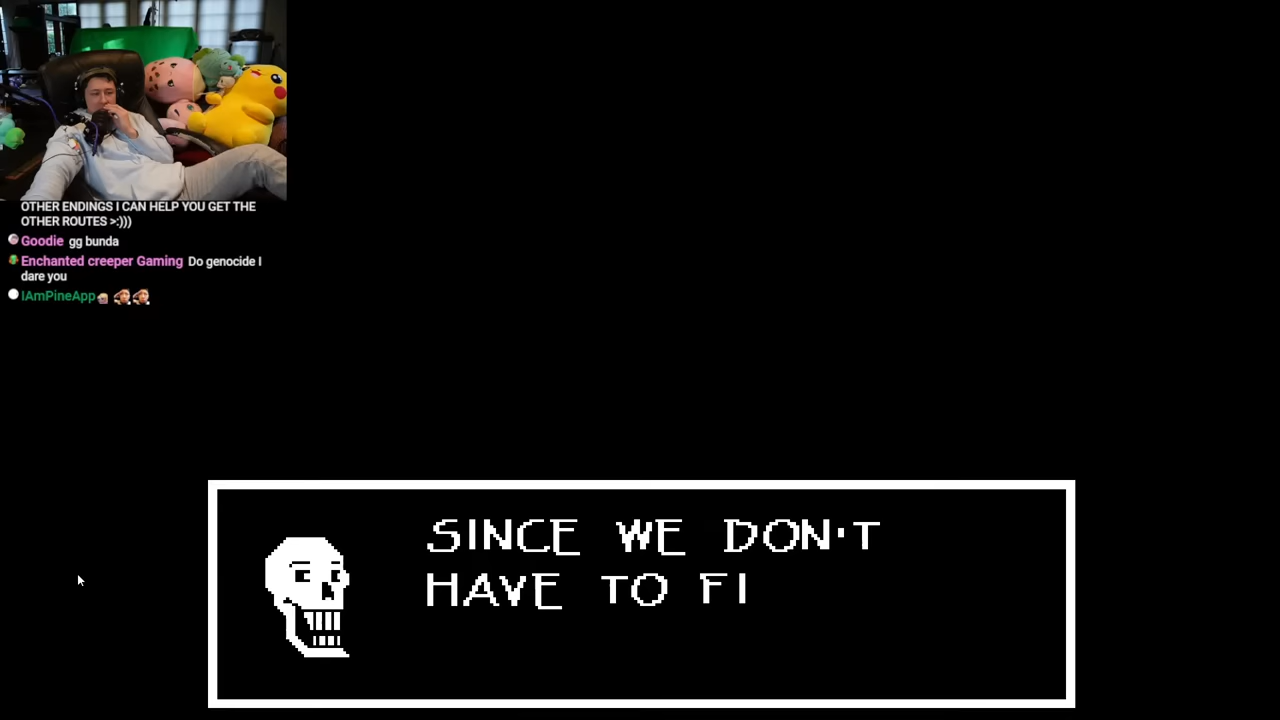 OTHER ENDINGS I CAN HELP YOU GET THE
OTHER ROUTES >:)))
Goodie gg bunda
Enchanted creeper Gaming Do genocide I
dare you
IAmPineApp
SINCE WE DON'T
HAVE TO FI